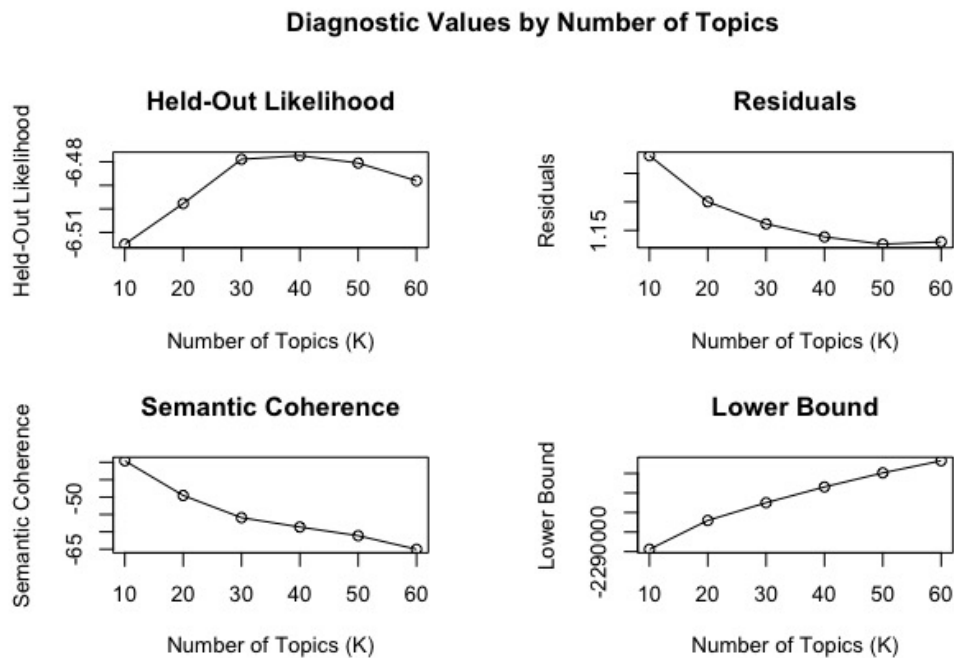 Diagnostic Values by Number of Topics
Held-Out Likelihood
Held-Out Likelihood
-6.48
-6.51
10 20 30 40 50 60
Number of Topics (K)
Residuals
Residuals
1.15
10 20 30 40 50 60
Number of Topics (K)
Semantic Coherence
Semantic Coherence
-50
-65
10 20 30 40 50 60
Number of Topics (K)
Lower Bound
Lower Bound
-2290000
10 20 30 40 50 60
Number of Topics (K)